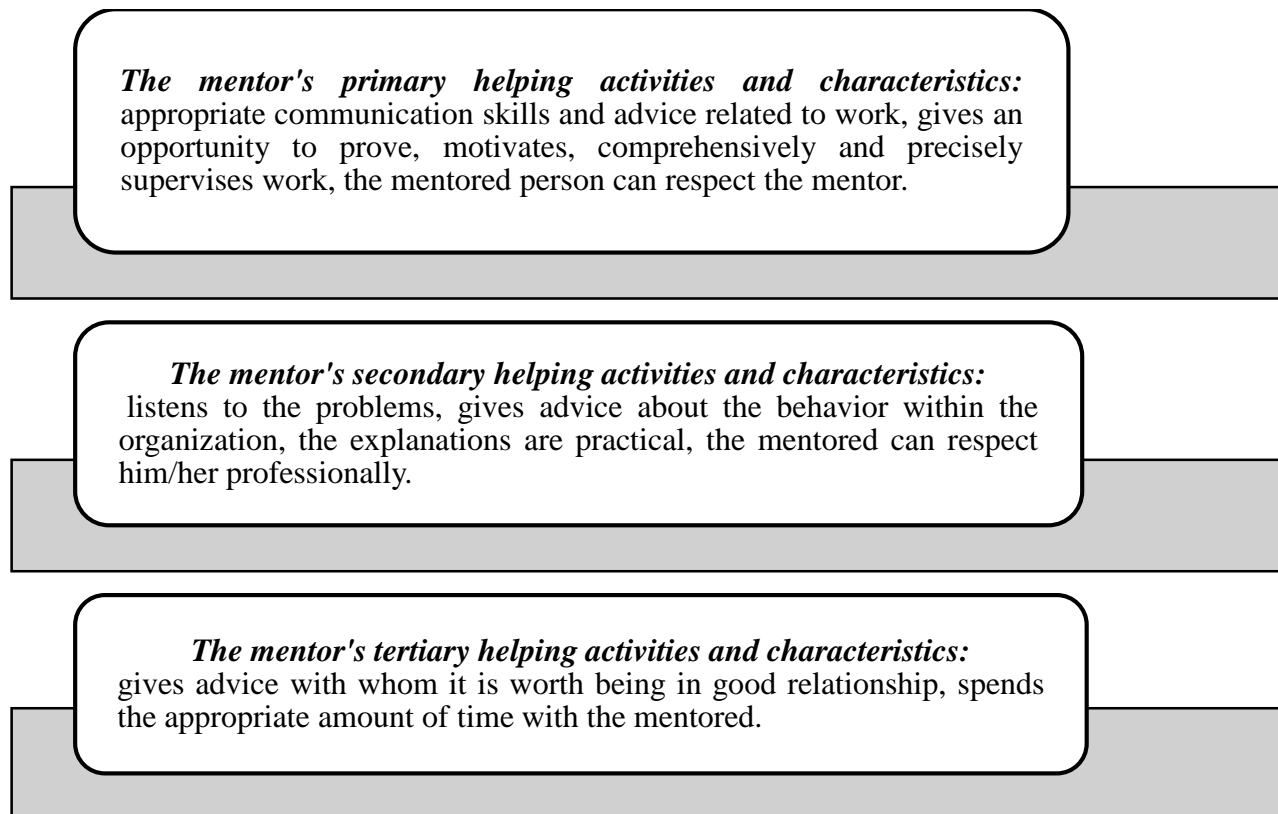 The mentor's primary helping activities and characteristics:
appropriate communication skills and advice related to work, gives an
opportunity to prove, motivates, comprehensively and precisely
supervises work, the mentored person can respect the mentor.
The mentor's secondary helping activities and characteristics:
listens to the problems, gives advice about the behavior within the
organization, the explanations are practical, the mentored can respect
him/her professionally.
The mentor's tertiary helping activities and characteristics:
gives advice with whom it is worth being in good relationship, spends
the appropriate amount of time with the mentored.